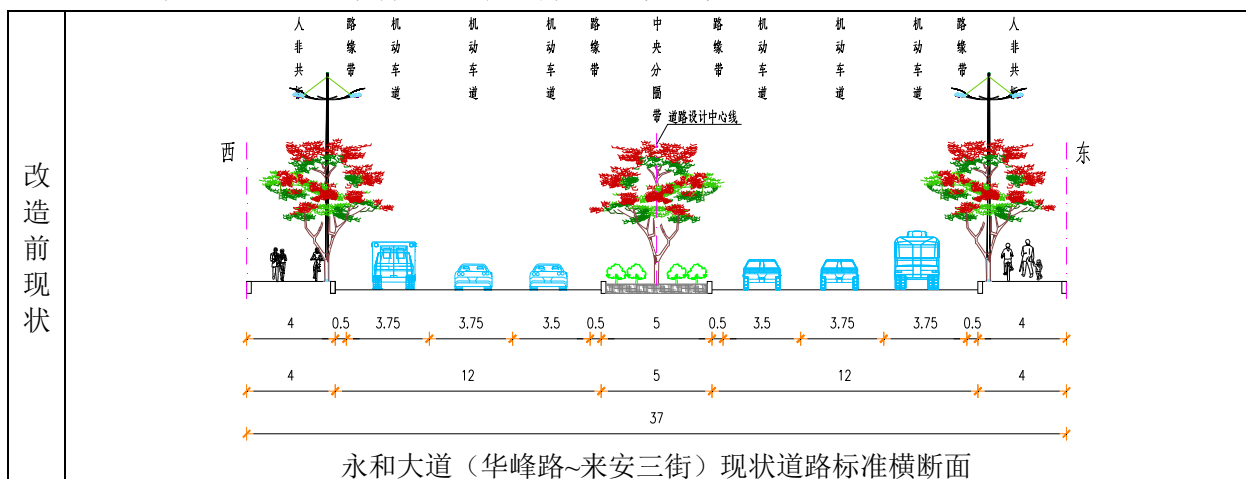 改造前现状
人非共
路缘带
机动车道
机动车道
机动车道
路缘带
中央分隔带
路缘带
机动车道
机动车道
机动车道
路缘带
人非共
道路设计中心线
西
东
4 0.5 3.75 3.75 3.5 0.5 5 0.5 3.5 3.75 3.75 0.5 4
4 12 5 12 4
37
永和大道（华峰路~来安三街）现状道路标准横断面